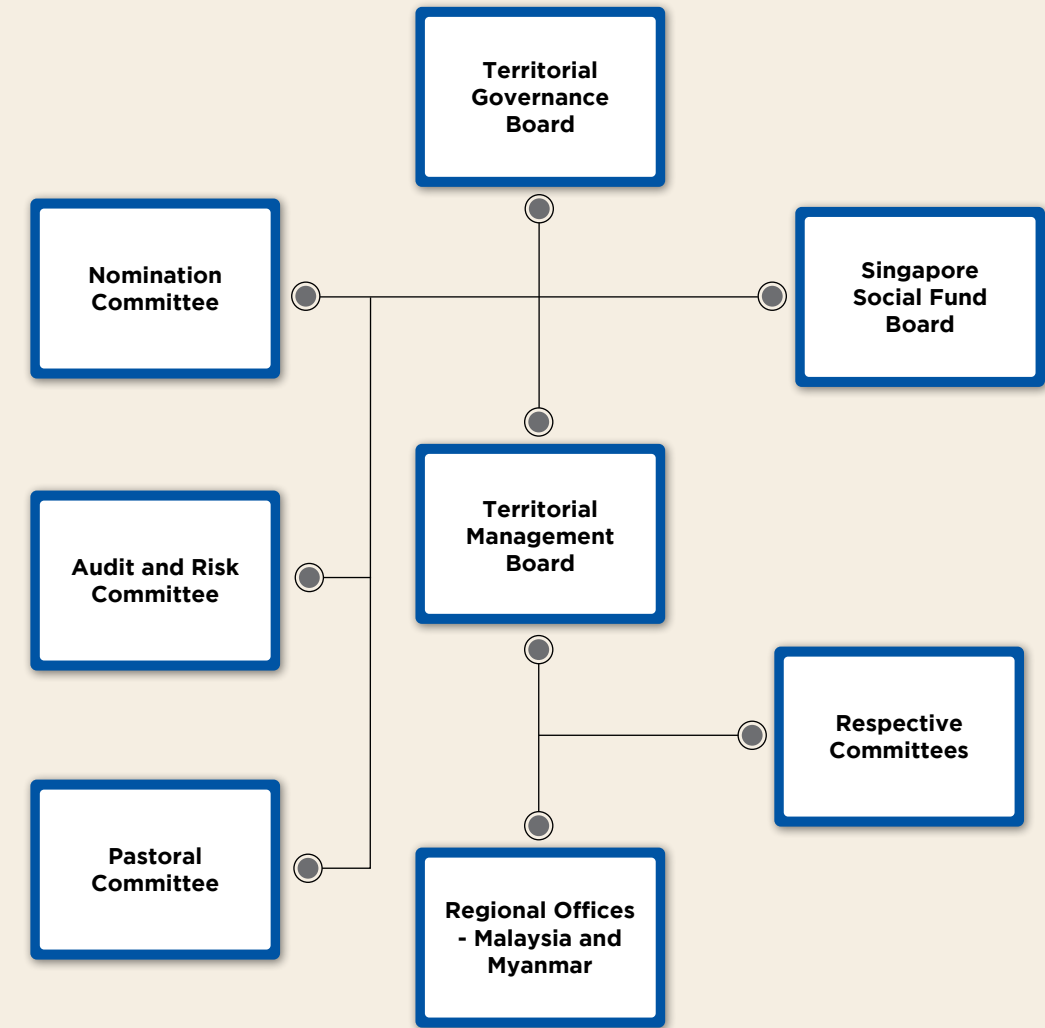 Territorial
Governance
Board
Nomination
Committee
Singapore
Social Fund
Board
Territorial
Management
Board
Audit and Risk
Committee
Respective
Committees
Pastoral
Committee
Regional Offices
- Malaysia and
Myanmar